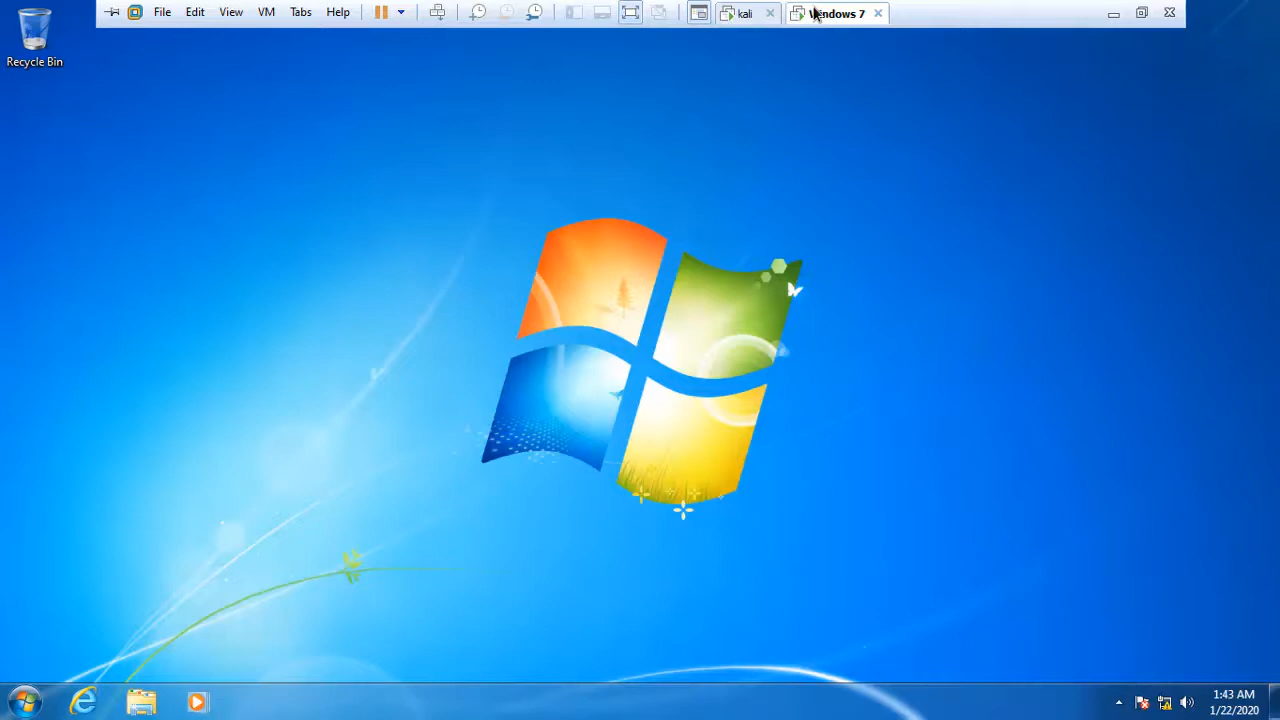 File Edit View VM Tabs Help
kali
Windows 7
Recycle Bin
1:43 AM
1/22/2020